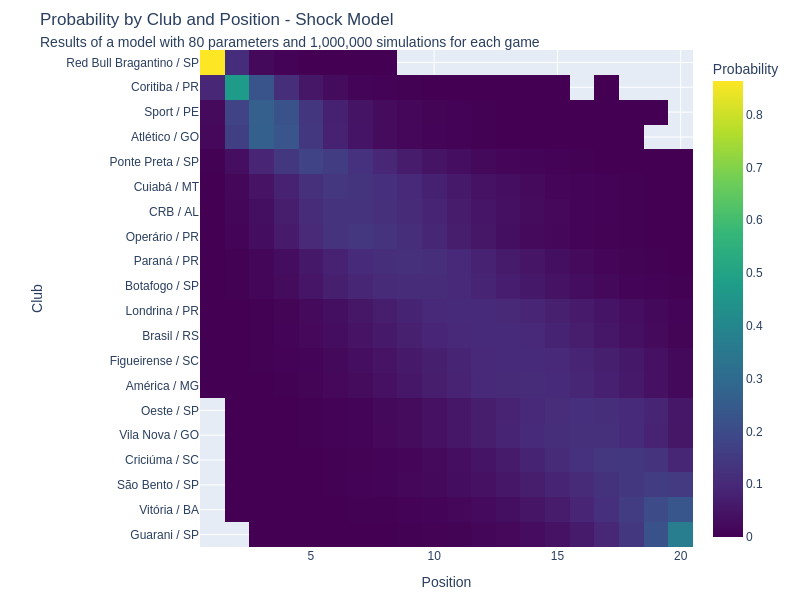 Probability by Club and Position - Shock Model
Results of a model with 80 parameters and 1,000,000 simulations for each game
Probability
Red Bull Bragantino / SP
Coritiba / PR
Sport / PE
Atlético / GO
Ponte Preta / SP
Cuiabá / MT
CRB / AL
Operário / PR
Paraná / PR
Botafogo / SP
Londrina / PR
Brasil / RS
Figueirense / SC
América / MG
Oeste / SP
Vila Nova / GO
Criciúma / SC
São Bento / SP
Vitória / BA
Guarani / SP
Club
5
10
15
20
Position
0.8
0.7
0.6
0.5
0.4
0.3
0.2
0.1
0